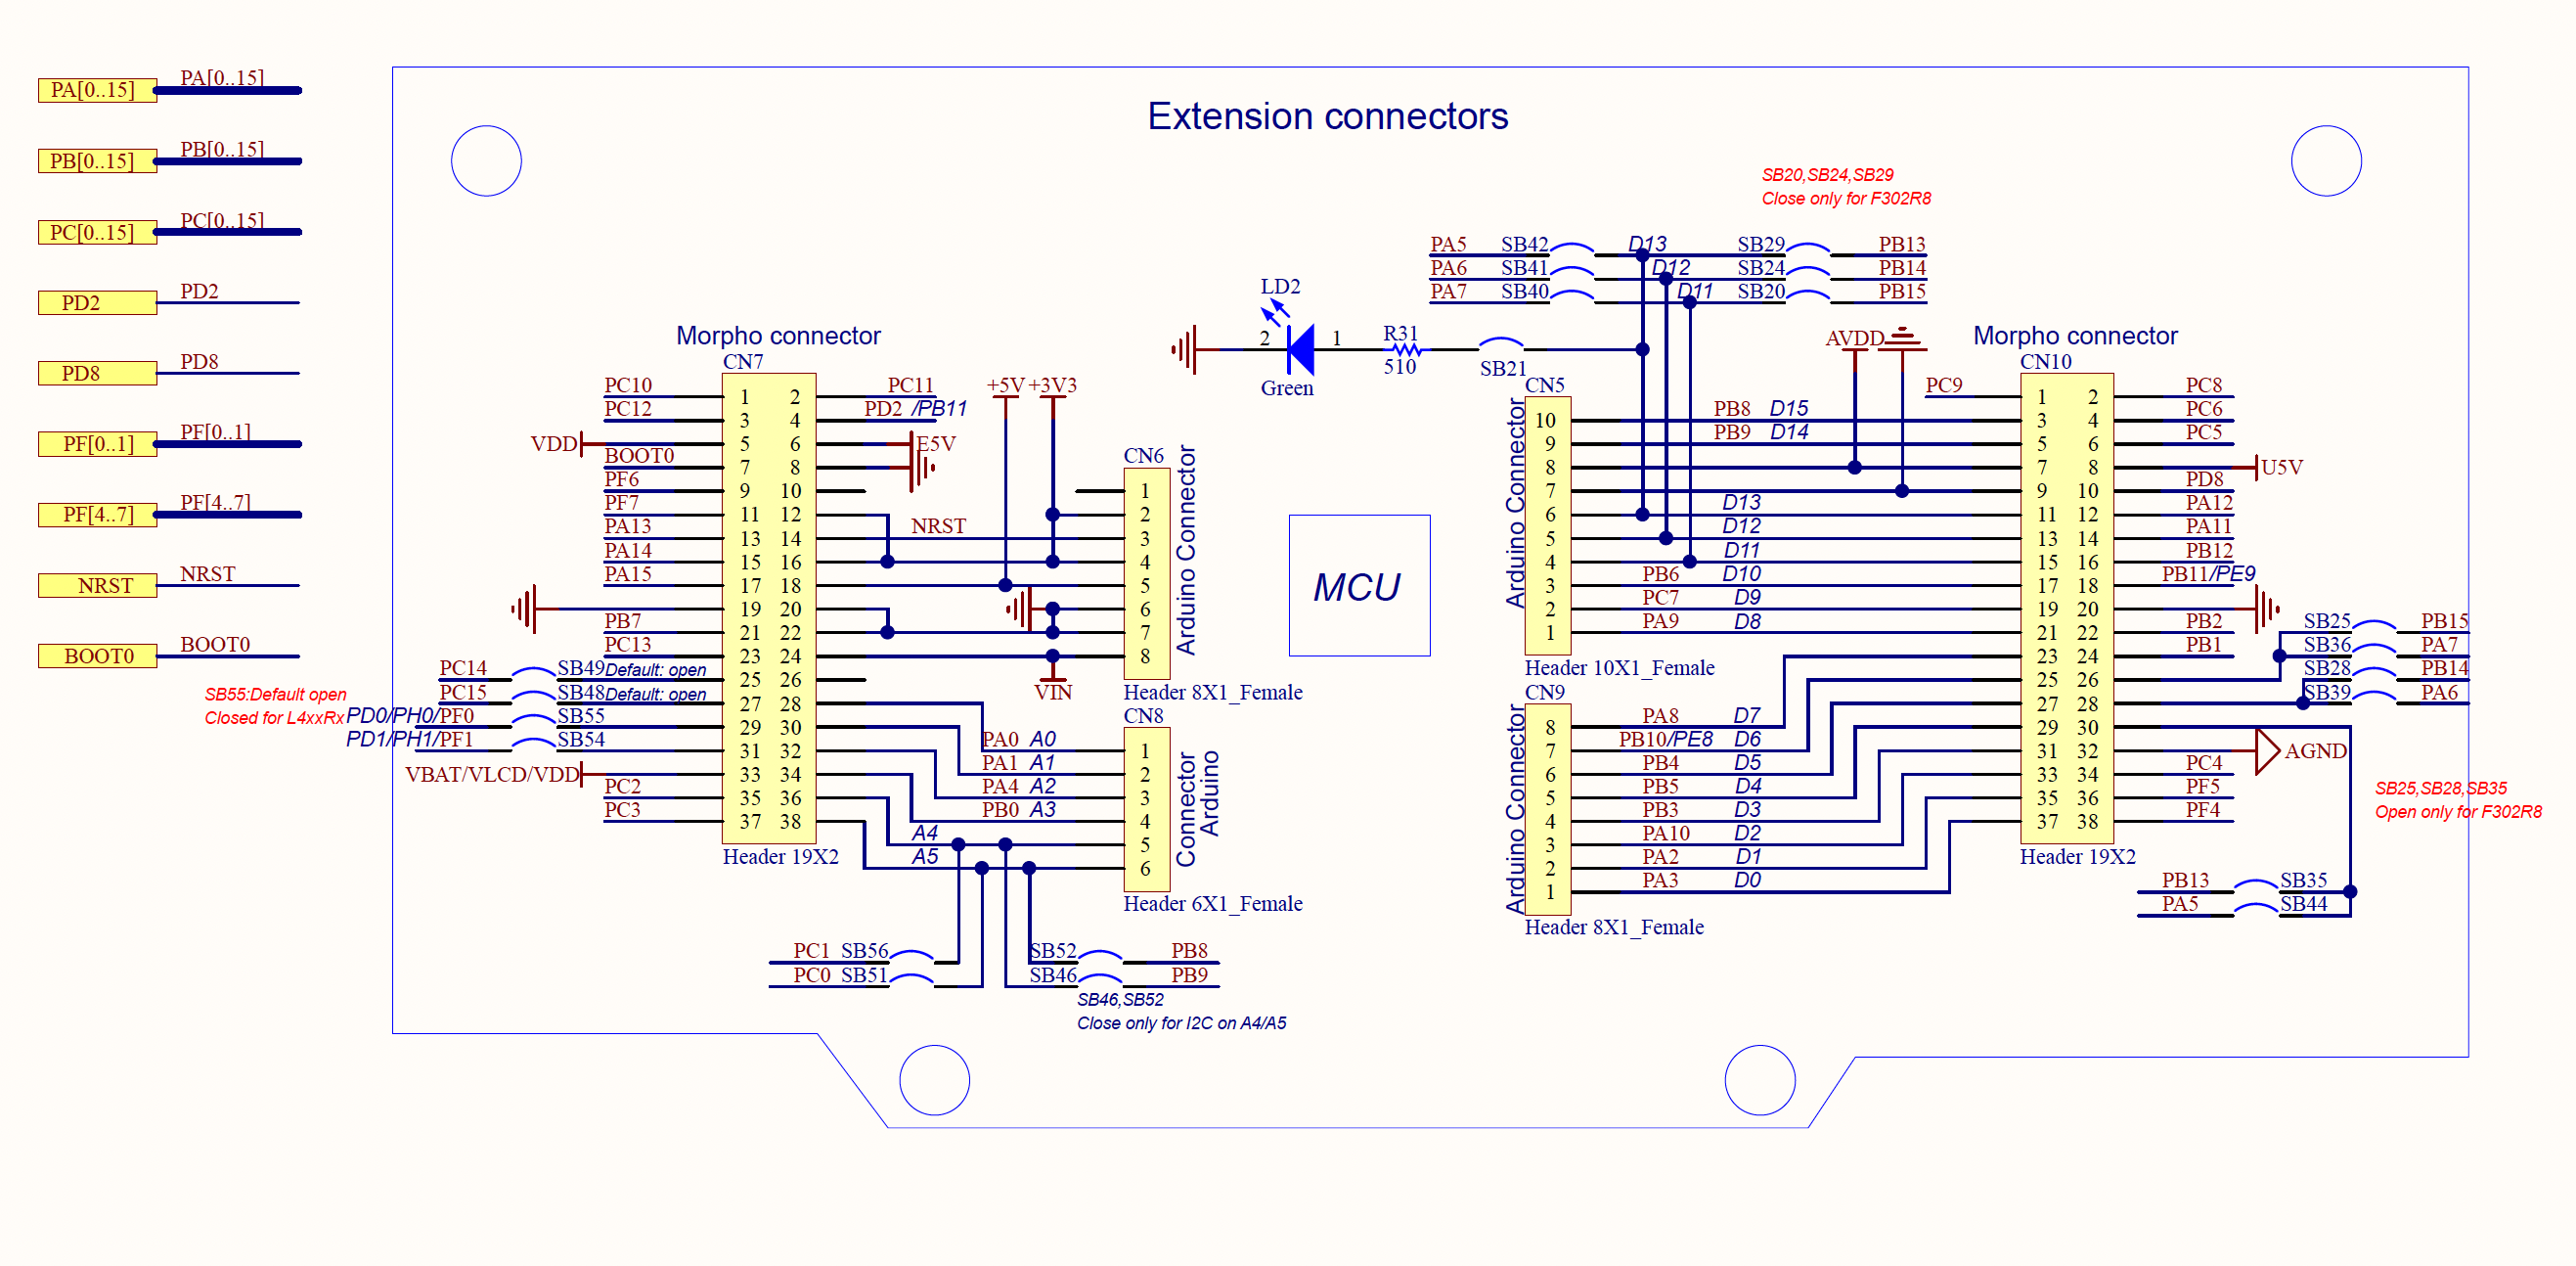 Extension connectors
PA[0..15] PA[0..15]
PB[0..15] PB[0..15]
PC[0..15] PC[0..15]
PD2 PD2
PD8 PD8
PF[0..1] PF[0..1]
PF[4..7] PF[4..7]
NRST NRST
BOOT0 BOOT0
SB20,SB24,SB29
Close only for F302R8
PA5 SB42 D13 SB29 PB13
PA6 SB41 D12 SB24 PB14
PA7 SB40 D11 SB20 PB15
LD2
2 1 R31
510
SB21
Green
Morpho connector
CN7
PC10 1 2 PC11
PC12 3 4 PD2 /PB11
VDD 5 6 E5V
BOOT0 7 8
PF6 9 10
PF7 11 12
PA13 13 14 NRST
PA14 15 16
PA15 17 18
19 20
PB7 21 22
PC13 23 24
PC14 SB49 Default: open 25 26
PC15 SB48 Default: open 27 28
PD0/PH0/PF0 SB55 29 30
PD1/PH1/PF1 SB54 31 32
VBAT/VLCD/VDD 33 34
PC2 35 36
PC3 37 38
Header 19X2
SB55:Default open
Closed for L4xxRx
+5V +3V3
CN6
1
2
3
4
5
6
7
8
VIN
Arduino Connector
Header 8X1_Female
CN8
PA0 A0 1
PA1 A1 2
PA4 A2 3
PB0 A3 4
A4 5
A5 6
Connector
Arduino
Header 6X1_Female
PC1 SB56
PC0 SB51
SB52 PB8
SB46 PB9
SB46,SB52
Close only for I2C on A4/A5
MCU
AVDD
CN5
Arduino Connector
10 PB8 D15
9 PB9 D14
8
7
6 D13
5 D12
4 D11
3 PB6 D10
2 PC7 D9
1 PA9 D8
Header 10X1_Female
CN9
Arduino Connector
8 PA8 D7
7 PB10/PE8 D6
6 PB4 D5
5 PB5 D4
4 PB3 D3
3 PA10 D2
2 PA2 D1
1 PA3 D0
Header 8X1_Female
Morpho connector
CN10
PC9 1 2 PC8
3 4 PC6
5 6 PC5
7 8 U5V
9 10 PD8
11 12 PA12
13 14 PA11
15 16 PB12
17 18 PB11/PE9
19 20
21 22 PB2
23 24 PB1
25 26
27 28
29 30
31 32 AGND
33 34 PC4
35 36 PF5
37 38 PF4
Header 19X2
SB25 PB15
SB36 PA7
SB28 PB14
SB39 PA6
SB25,SB28,SB35
Open only for F302R8
PB13 SB35
PA5 SB44